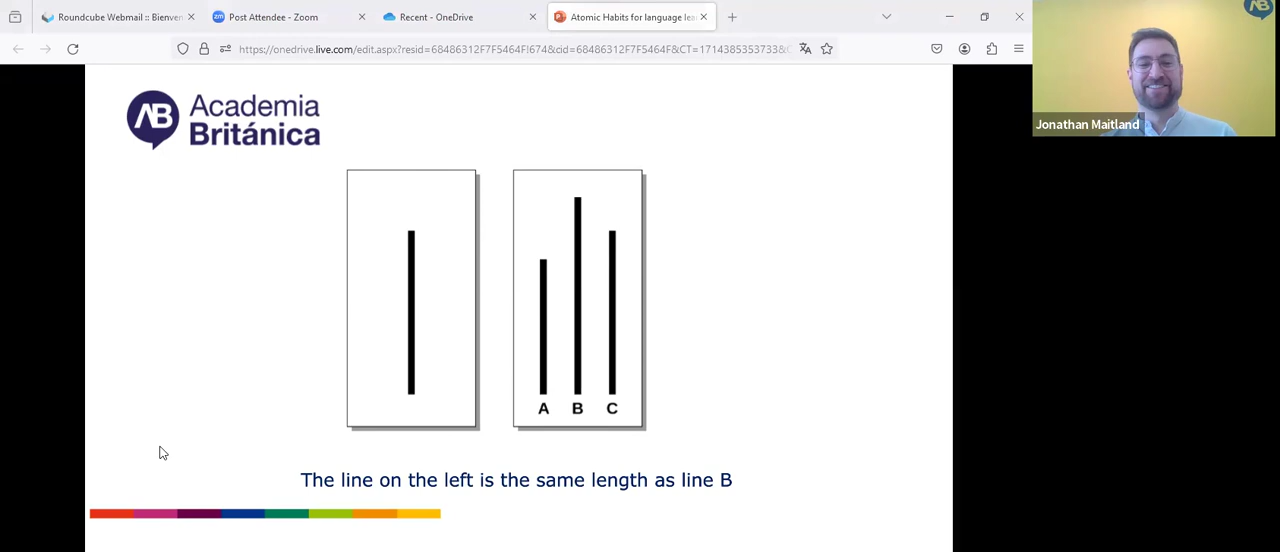 Roundcube Webmail :: Bienven
Post Attendee - Zoom
Recent - OneDrive
Atomic Habits for language lea
https://onedrive.live.com/edit.aspx?resid=68486312F7F5464F!674&cid=68486312F7F5464F&CT=1714385353733&
AB
Jonathan Maitland
AB Academia
Británica
A B C
The line on the left is the same length as line B